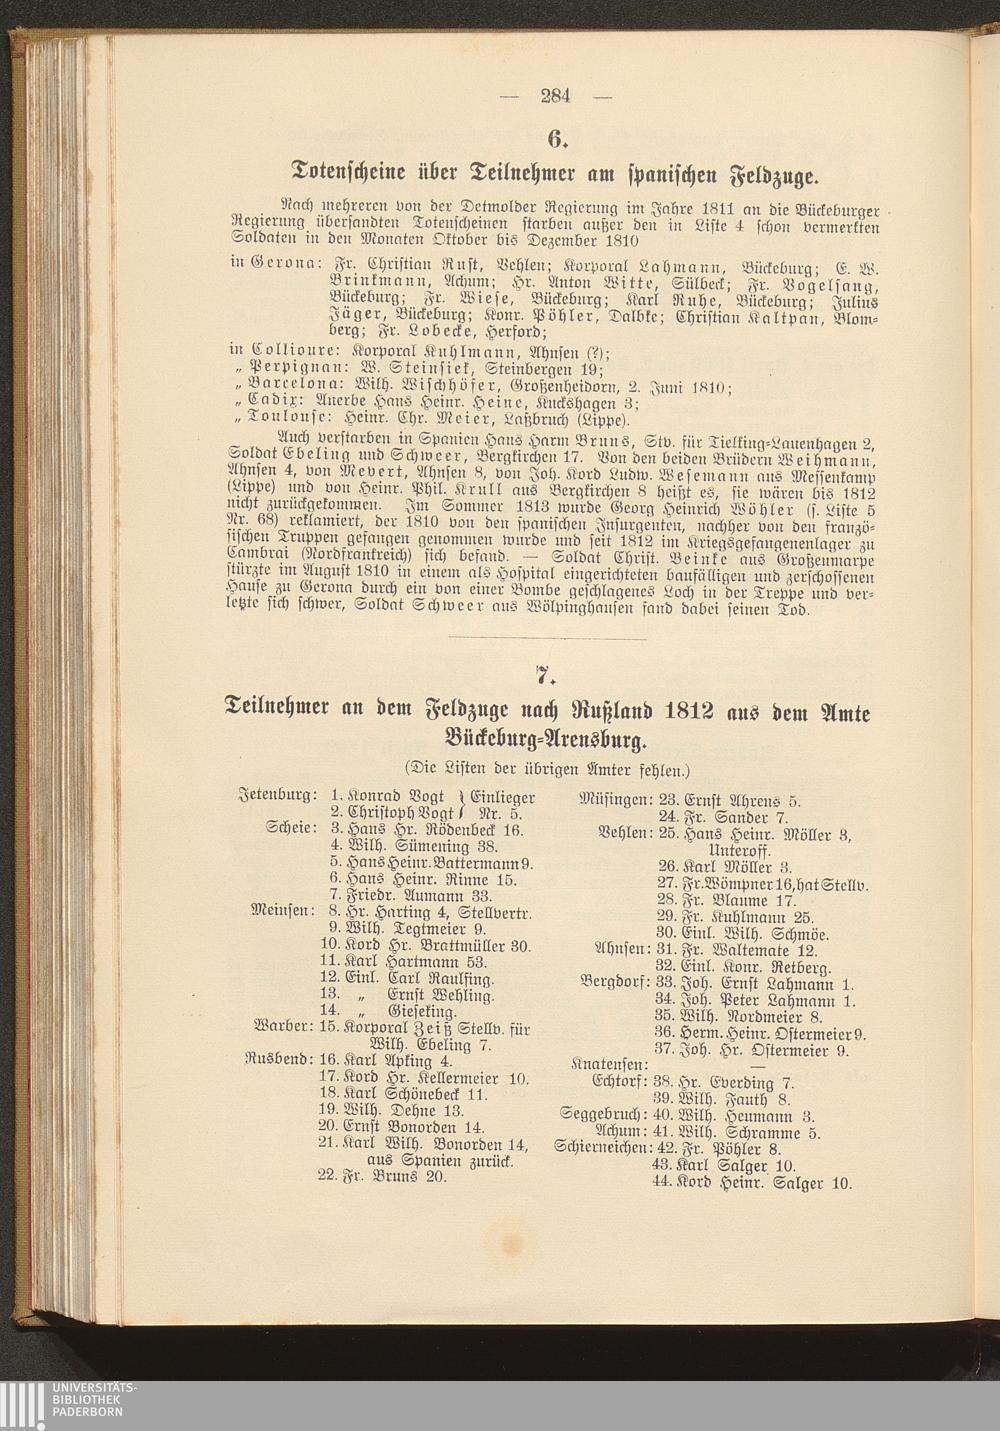 — 284 —
6.
Totenscheine über Teilnehmer am spanischen Feldzuge.
Nach mehreren von der Detmolder Regierung im Jahre 1811 an die Bückeburger
Regierung übersandten Totenscheinen starben außer den in Liste 4 schon vermerkten
Soldaten in den Monaten Oktober bis Dezember 1810
in Gerona: Fr. Christian Rust, Vehlen; Korporal Lahmann, Bückeburg; E. W.
Brinkmann, Achum; Hr. Anton Witte, Sülbeck; Fr. Vogelsang,
Bückeburg; Fr. Wiese, Bückeburg; Karl Ruhe, Bückeburg; Julius
Jäger, Bückeburg; Konr. Pöhler, Dalbke; Christian Kaltpan, Blom-
berg; Fr. Lobecke, Herford;
in Collioure: Korporal Kuhlmann, Ahnsen (?);
„ Perpignan: W. Steinsiek, Steinbergen 19;
„ Barcelona: Wilh. Wischhöfer, Großenheidorn, 2. Juni 1810;
„ Cadix: Anerbe Hans Heinr. Heine, Kuckshagen 3;
„ Toulouse: Heinr. Chr. Meier, Laßbruch (Lippe).
Auch verstarben in Spanien Hans Harm Bruns, Stv. für Tielking-Lauenhagen 2,
Soldat Ebeling und Schweer, Bergkirchen 17. Von den beiden Brüdern Weihmann,
Ahnsen 4, von Mevert, Ahnsen 8, von Joh. Kord Ludw. Wesemann aus Messenkamp
(Lippe) und von Heinr. Phil. Krull aus Bergkirchen 8 heißt es, sie wären bis 1812
nicht zurückgekommen. Im Sommer 1813 wurde Georg Heinrich Wöhler (s. Liste 5
Nr. 68) reklamiert, der 1810 von den spanischen Insurgenten, nachher von den franzö-
sischen Truppen gefangen genommen wurde und seit 1812 im Kriegsgefangenenlager zu
Cambrai (Nordfrankreich) sich befand. — Soldat Christ. Beinke aus Großenmarpe
stürzte im August 1810 in einem als Hospital eingerichteten baufälligen und zerschossenen
Hause zu Gerona durch ein von einer Bombe geschlagenes Loch in der Treppe und ver-
letzte sich schwer, Soldat Schweer aus Wölpinghausen fand dabei seinen Tod.
7.
Teilnehmer an dem Feldzuge nach Rußland 1812 aus dem Amte
Bückeburg-Arensburg.
(Die Listen der übrigen Ämter fehlen.)
Jetenburg: 1. Konrad Vogt } Einlieger
2. Christoph Vogt } Nr. 5.
Scheie: 3. Hans Hr. Rödenbeck 16.
4. Wilh. Sümening 38.
5. Hans Heinr. Battermann 9.
6. Hans Heinr. Rinne 15.
7. Friedr. Aumann 33.
Meinsen: 8. Hr. Harting 4, Stellvertr.
9. Wilh. Tegtmeier 9.
10. Kord Hr. Brattmüller 30.
11. Karl Hartmann 53.
12. Einl. Carl Raulfing.
13. „ Ernst Wehling.
14. „ Gieseking.
Warber: 15. Korporal Zeiß Stellv. für
Wilh. Ebeling 7.
Rusbend: 16. Karl Apking 4.
17. Kord Hr. Kellermeier 10.
18. Karl Schönebeck 11.
19. Wilh. Dehne 13.
20. Ernst Bonorden 14.
21. Karl Wilh. Bonorden 14,
aus Spanien zurück.
22. Fr. Bruns 20.
Müsingen: 23. Ernst Ahrens 5.
24. Fr. Sander 7.
Vehlen: 25. Hans Heinr. Möller 3,
Unteroff.
26. Karl Möller 3.
27. Fr. Wömpner 16, hat Stellv.
28. Fr. Blaume 17.
29. Fr. Kuhlmann 25.
30. Einl. Wilh. Schmöe.
Ahnsen: 31. Fr. Waltemate 12.
32. Einl. Konr. Retberg.
Bergdorf: 33. Joh. Ernst Lahmann 1.
34. Joh. Peter Lahmann 1.
35. Wilh. Nordmeier 8.
36. Herm. Heinr. Ostermeier 9.
37. Joh. Hr. Ostermeier 9.
Knatensen: —
Echtorf: 38. Hr. Everding 7.
39. Wilh. Fauth 8.
Seggebruch: 40. Wilh. Heumann 3.
Achum: 41. Wilh. Schramme 5.
Schierneichen: 42. Fr. Pöhler 8.
43. Karl Salger 10.
44. Kord Heinr. Salger 10.
UNIVERSITÄTS-
BIBLIOTHEK
PADERBORN